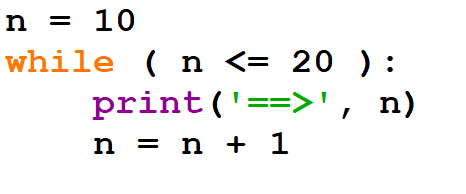 n = 10
while ( n <= 20 ):
    print('==>', n)
    n = n + 1